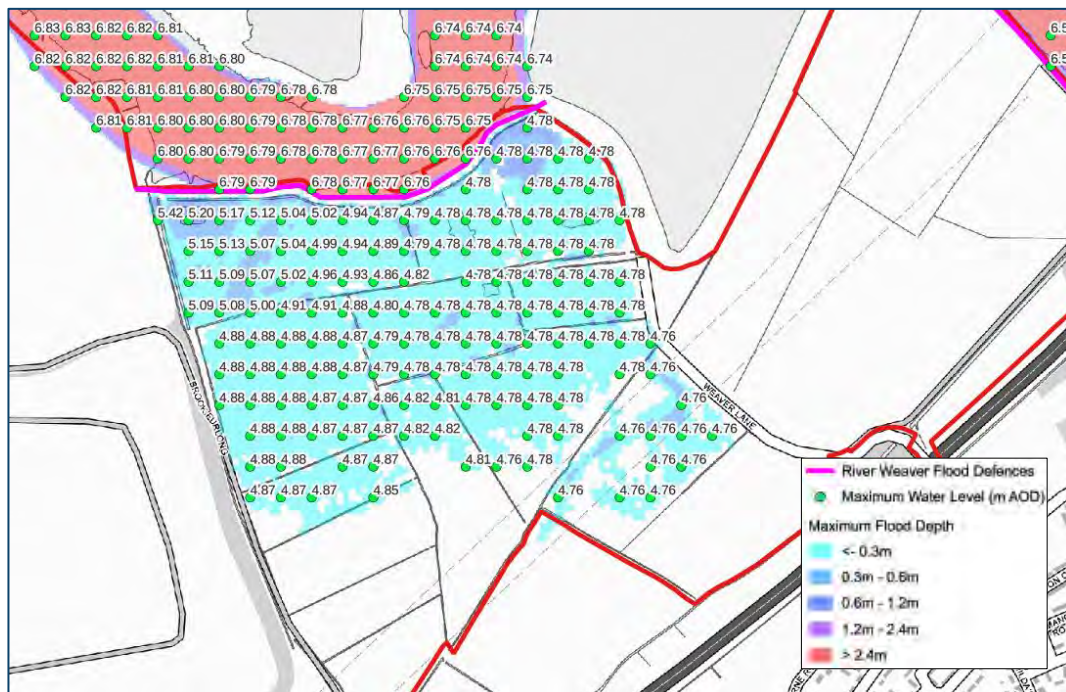 6.83 6.83 6.82 6.82 6.81 6.74 6.74 6.74
6.82 6.82 6.82 6.82 6.81 6.81 6.80 6.74 6.74 6.74 6.74
6.82 6.82 6.81 6.81 6.80 6.80 6.79 6.78 6.78 6.75 6.75 6.75 6.75 6.75
6.81 6.81 6.80 6.80 6.80 6.79 6.78 6.78 6.77 6.76 6.76 6.75 6.75 4.78
6.80 6.80 6.79 6.79 6.78 6.78 6.77 6.77 6.76 6.76 6.76 4.78 4.78 4.78 4.78
6.79 6.79 6.78 6.77 6.77 6.76 4.78 4.78 4.78 4.78
5.42 5.20 5.17 5.12 5.04 5.02 4.94 4.87 4.79 4.78 4.78 4.78 4.78 4.78 4.78 4.78
5.15 5.13 5.07 5.04 4.99 4.94 4.89 4.79 4.78 4.78 4.78 4.78 4.78 4.78
5.11 5.09 5.07 5.02 4.96 4.93 4.86 4.82 4.78 4.78 4.78 4.78 4.78 4.78
5.09 5.08 5.00 4.91 4.91 4.88 4.80 4.78 4.78 4.78 4.78 4.78 4.78 4.78 4.78
4.88 4.88 4.88 4.88 4.87 4.79 4.78 4.78 4.78 4.78 4.78 4.78 4.78 4.78 4.76
4.88 4.88 4.88 4.88 4.87 4.79 4.78 4.78 4.78 4.78 4.78 4.78 4.78 4.76
4.88 4.88 4.88 4.87 4.87 4.86 4.82 4.81 4.78 4.78 4.78 4.78 4.76
4.88 4.88 4.87 4.87 4.87 4.82 4.82 4.78 4.78 4.76 4.76 4.76 4.76
4.88 4.88 4.87 4.87 4.81 4.76 4.78 4.76 4.76
4.87 4.87 4.87 4.85 4.76 4.76 4.76
BROOK FURLONG
WEAVER LANE
River Weaver Flood Defences
Maximum Water Level (m AOD)
Maximum Flood Depth
<- 0.3m
0.3m - 0.6m
0.6m - 1.2m
1.2m - 2.4m
> 2.4m